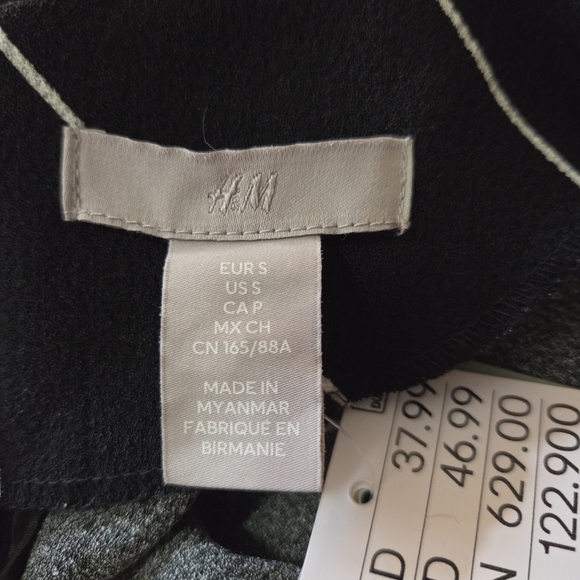 H&M
EUR S
US S
CA P
MX CH
CN 165/88A
MADE IN
MYANMAR
FABRIQUÉ EN
BIRMANIE
D 37.99
D 46.99
N 629.00
122.900